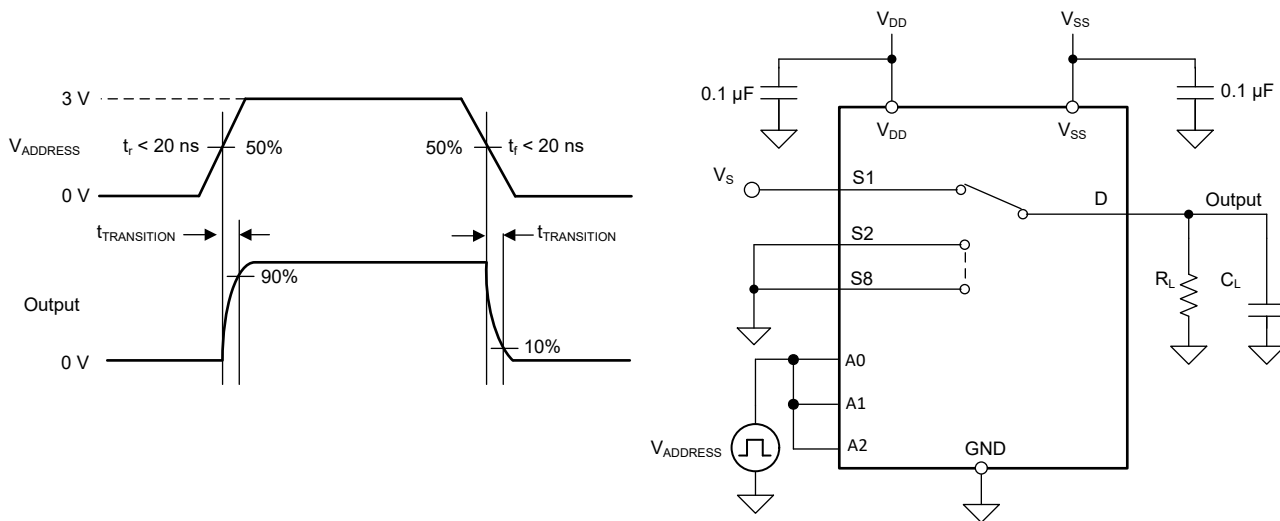 3 V
V_ADDRESS
t_r < 20 ns
50%
50%
t_f < 20 ns
0 V
t_TRANSITION
t_TRANSITION
90%
Output
0 V
10%
V_DD
V_SS
0.1 µF
0.1 µF
V_DD
V_SS
V_S
S1
D
Output
S2
S8
R_L
C_L
A0
A1
A2
V_ADDRESS
GND